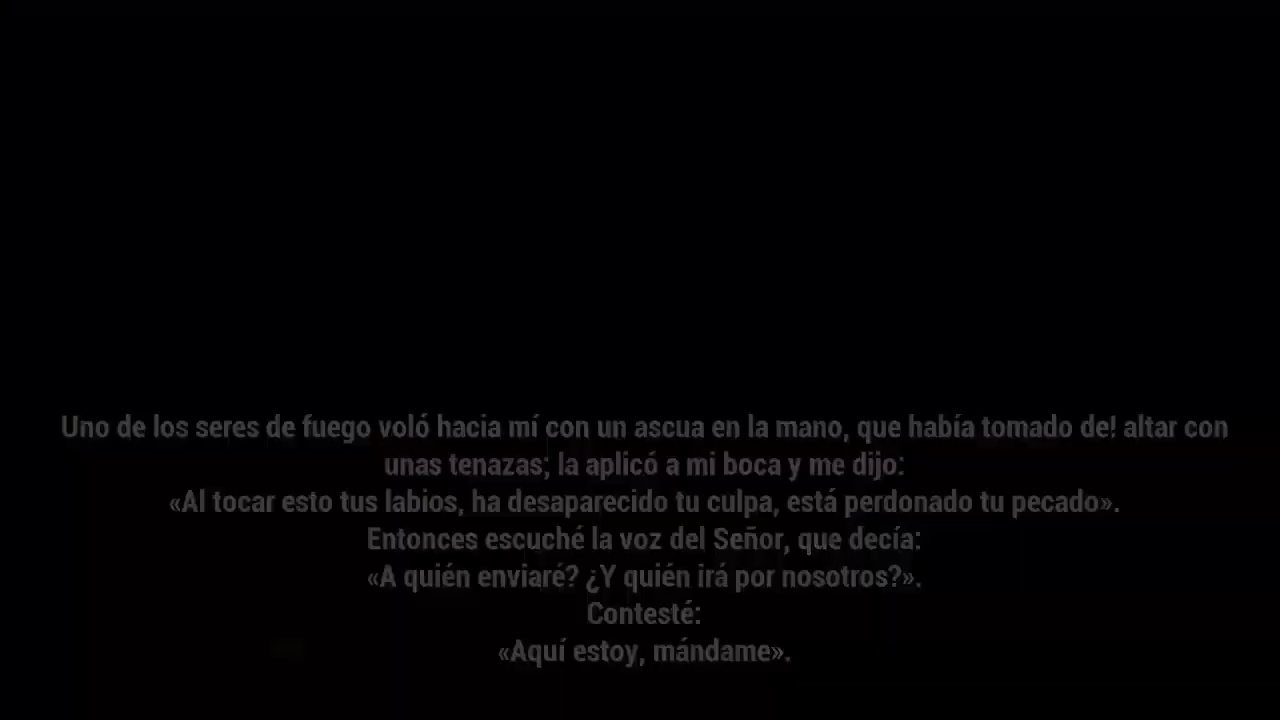 Uno de los seres de fuego voló hacia mí con un ascua en la mano, que había tomado de! altar con
unas tenazas; la aplicó a mi boca y me dijo:
«Al tocar esto tus labios, ha desaparecido tu culpa, está perdonado tu pecado».
Entonces escuché la voz del Señor, que decía:
«A quién enviaré? ¿Y quién irá por nosotros?».
Contesté:
«Aquí estoy, mándame».